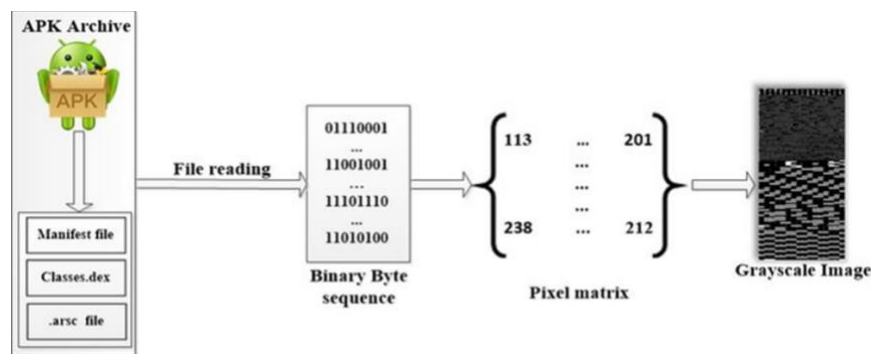 APK Archive
APK
Manifest file
Classes.dex
.arsc file
File reading
01110001
...
11001001
...
11101110
...
11010100
Binary Byte
sequence
113 ... 201
...
...
...
238 ... 212
Pixel matrix
Grayscale Image